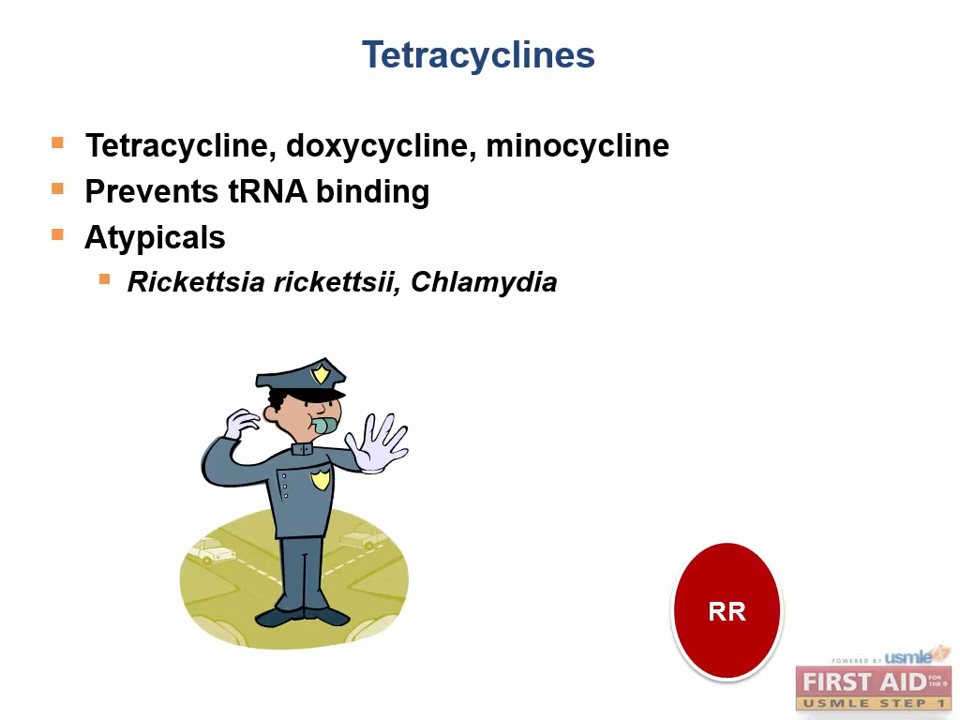 Tetracyclines
Tetracycline, doxycycline, minocycline
Prevents tRNA binding
Atypicals
Rickettsia rickettsii, Chlamydia
RR
POWERED BY usmle
FIRST AID FOR THE ®
USMLE STEP 1